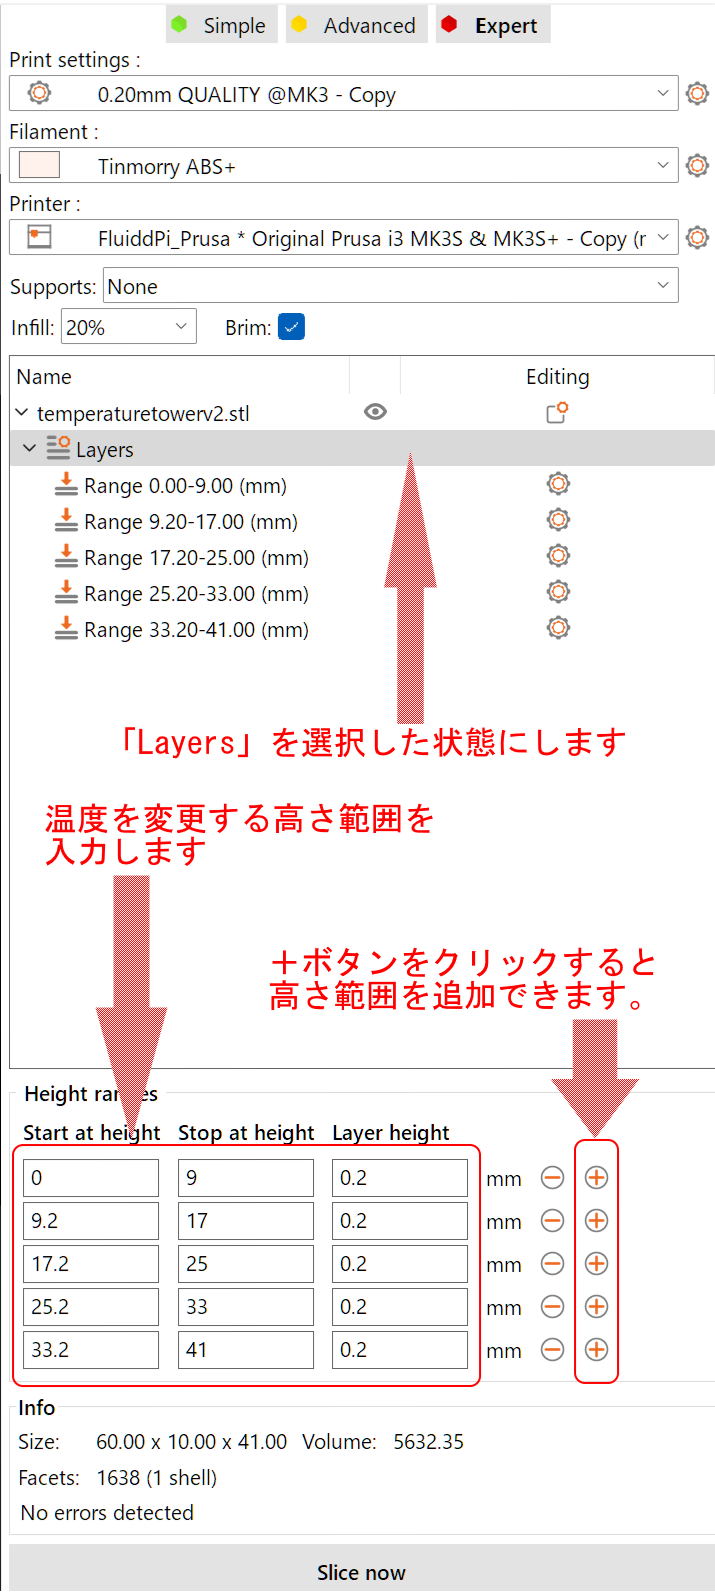 Simple Advanced Expert
Print settings :
0.20mm QUALITY @MK3 - Copy
Filament :
Tinmorry ABS+
Printer :
FluiddPi_Prusa * Original Prusa i3 MK3S & MK3S+ - Copy (r
Supports: None
Infill: 20% Brim:
Name Editing
temperaturetowerv2.stl
Layers
Range 0.00-9.00 (mm)
Range 9.20-17.00 (mm)
Range 17.20-25.00 (mm)
Range 25.20-33.00 (mm)
Range 33.20-41.00 (mm)
「Layers」を選択した状態にします
温度を変更する高さ範囲を
入力します
＋ボタンをクリックすると
高さ範囲を追加できます。
Height
Start at height Stop at height Layer height
0 9 0.2 mm
9.2 17 0.2 mm
17.2 25 0.2 mm
25.2 33 0.2 mm
33.2 41 0.2 mm
Info
Size: 60.00 x 10.00 x 41.00 Volume: 5632.35
Facets: 1638 (1 shell)
No errors detected
Slice now